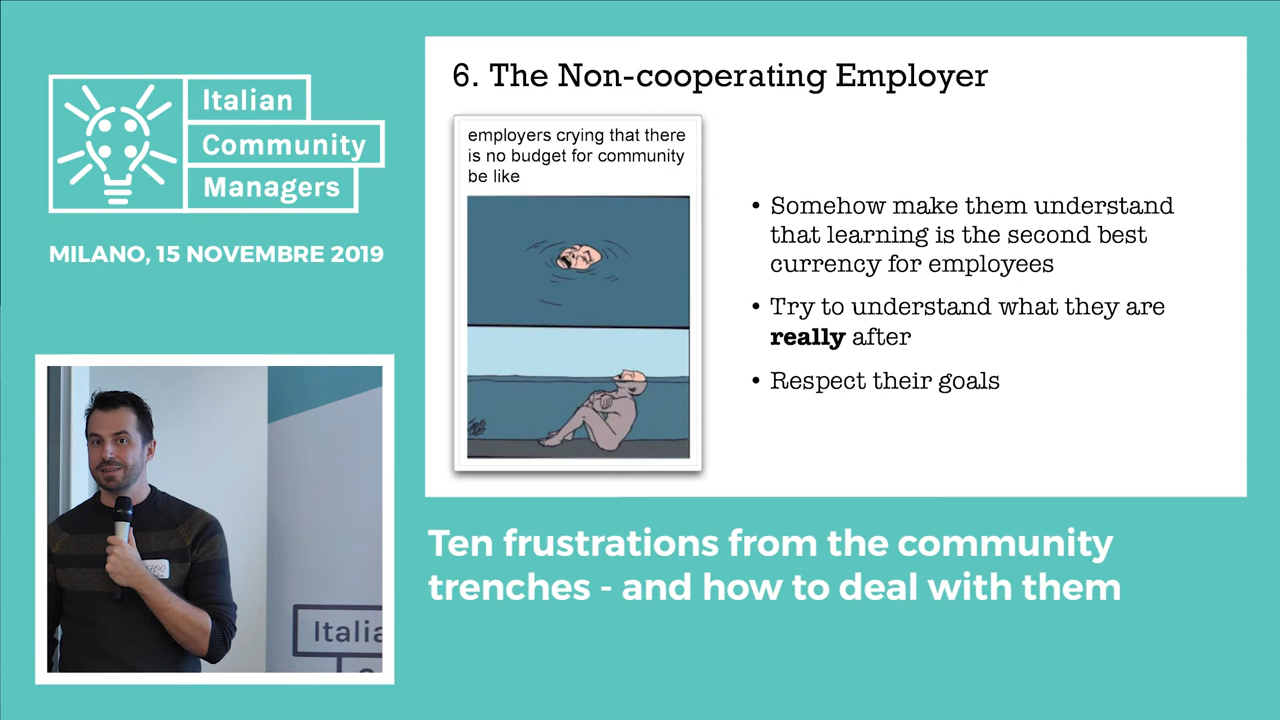 Italian
Community
Managers
MILANO, 15 NOVEMBRE 2019
6. The Non-cooperating Employer
employers crying that there
is no budget for community
be like
• Somehow make them understand
that learning is the second best
currency for employees
• Try to understand what they are
really after
• Respect their goals
Ten frustrations from the community
trenches - and how to deal with them